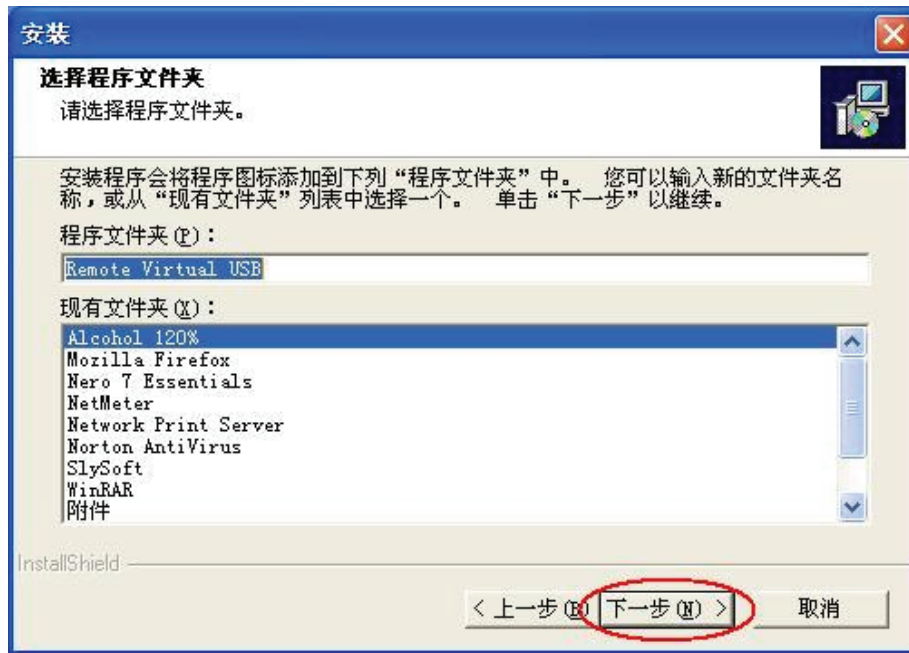 安装
选择程序文件夹
请选择程序文件夹。
安装程序会将程序图标添加到下列“程序文件夹”中。 您可以输入新的文件夹名
称，或从“现有文件夹”列表中选择一个。 单击“下一步”以继续。
程序文件夹(P)：
Remote Virtual USB
现有文件夹(X)：
Alcohol 120%
Mozilla Firefox
Nero 7 Essentials
NetMeter
Network Print Server
Norton AntiVirus
SlySoft
WinRAR
附件
InstallShield
< 上一步(B) 下一步(N) > 取消